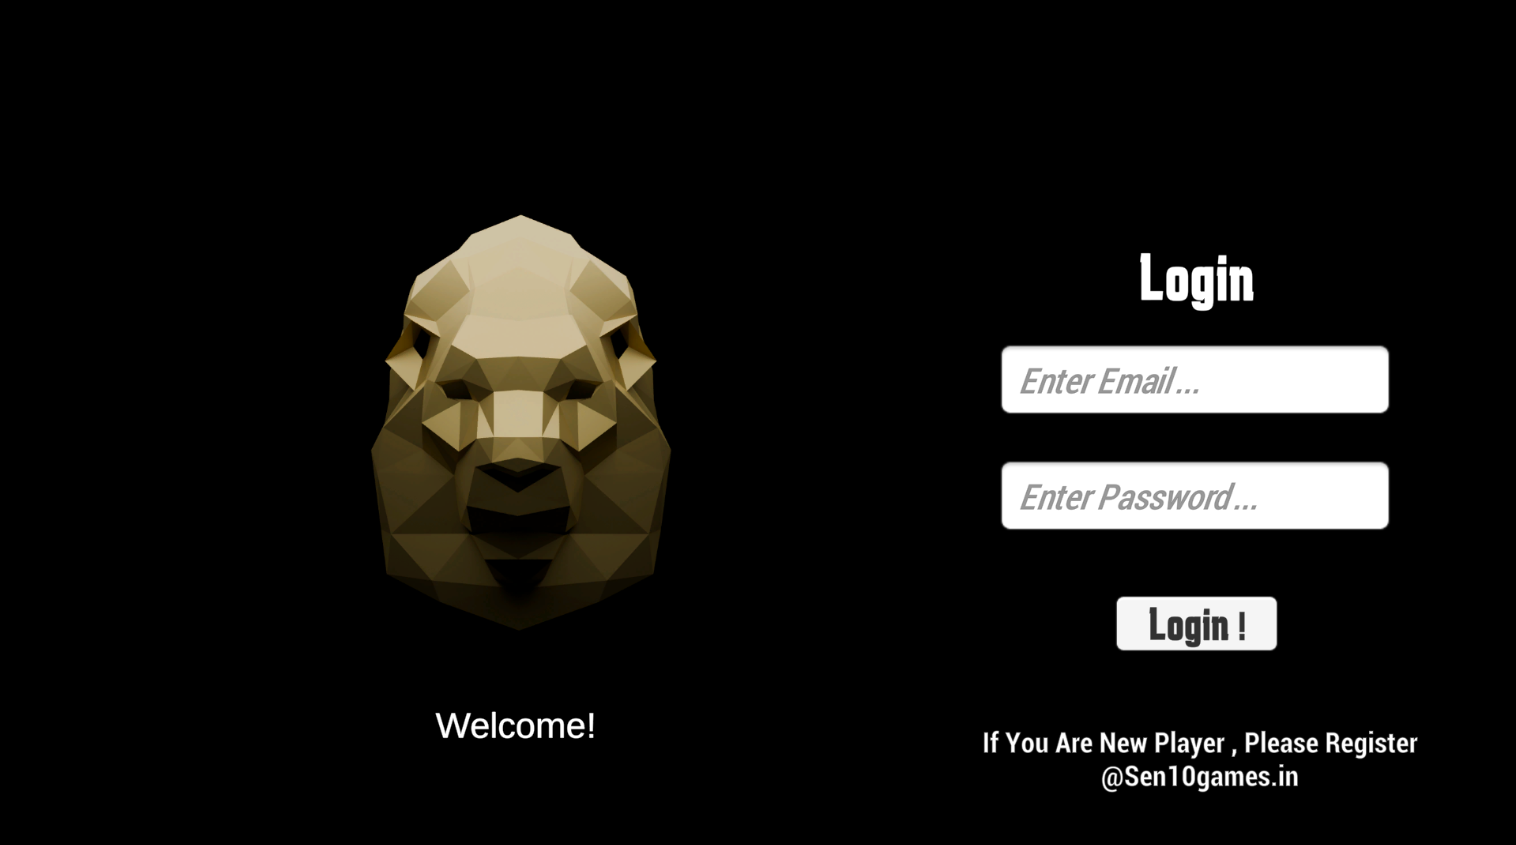 Login
Enter Email...
Enter Password...
Login !
Welcome!
If You Are New Player , Please Register
@Sen10games.in